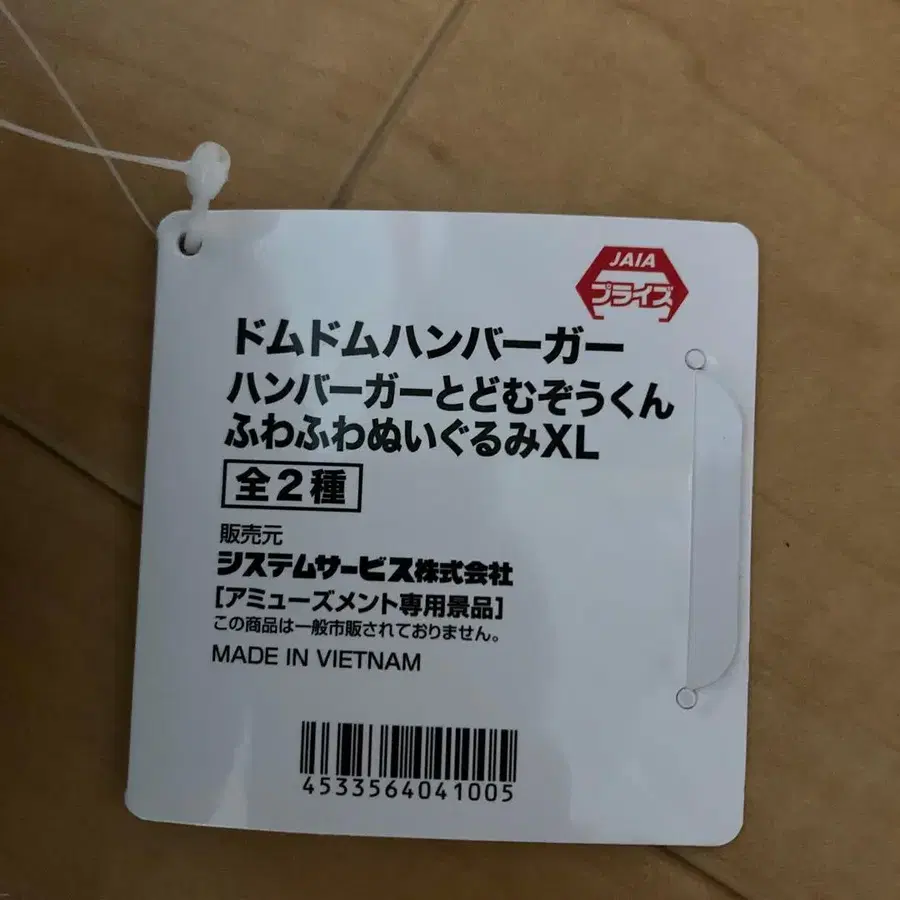 JAIA
プライズ
ドムドムハンバーガー
ハンバーガーとどむぞうくん
ふわふわぬいぐるみXL
全2種
販売元
システムサービス株式会社
[アミューズメント専用景品]
この商品は一般市販されておりません。
MADE IN VIETNAM
4533564041005